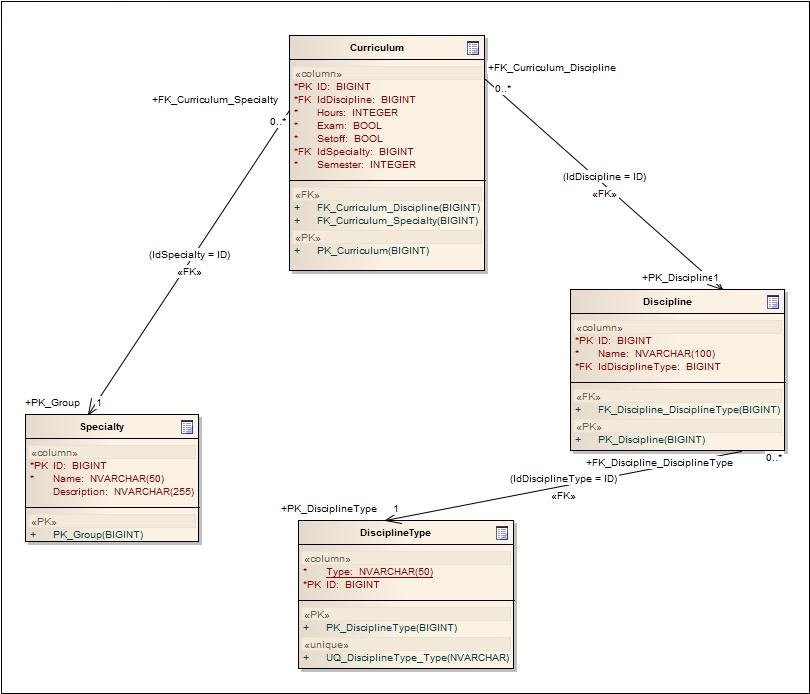 Curriculum
«column»
*PK ID: BIGINT
*FK IdDiscipline: BIGINT
* Hours: INTEGER
* Exam: BOOL
* Setoff: BOOL
*FK IdSpecialty: BIGINT
* Semester: INTEGER
«FK»
+ FK_Curriculum_Discipline(BIGINT)
+ FK_Curriculum_Specialty(BIGINT)
«PK»
+ PK_Curriculum(BIGINT)
+FK_Curriculum_Discipline
0..*
+FK_Curriculum_Specialty
0..*
(IdDiscipline = ID)
«FK»
(IdSpecialty = ID)
«FK»
+PK_Discipline
1
Discipline
«column»
*PK ID: BIGINT
* Name: NVARCHAR(100)
*FK IdDisciplineType: BIGINT
«FK»
+ FK_Discipline_DisciplineType(BIGINT)
«PK»
+ PK_Discipline(BIGINT)
+PK_Group
1
Specialty
«column»
*PK ID: BIGINT
* Name: NVARCHAR(50)
Description: NVARCHAR(255)
«PK»
+ PK_Group(BIGINT)
0..*
+FK_Discipline_DisciplineType
(IdDisciplineType = ID)
«FK»
+PK_DisciplineType
1
DisciplineType
«column»
* Type: NVARCHAR(50)
*PK ID: BIGINT
«PK»
+ PK_DisciplineType(BIGINT)
«unique»
+ UQ_DisciplineType_Type(NVARCHAR)